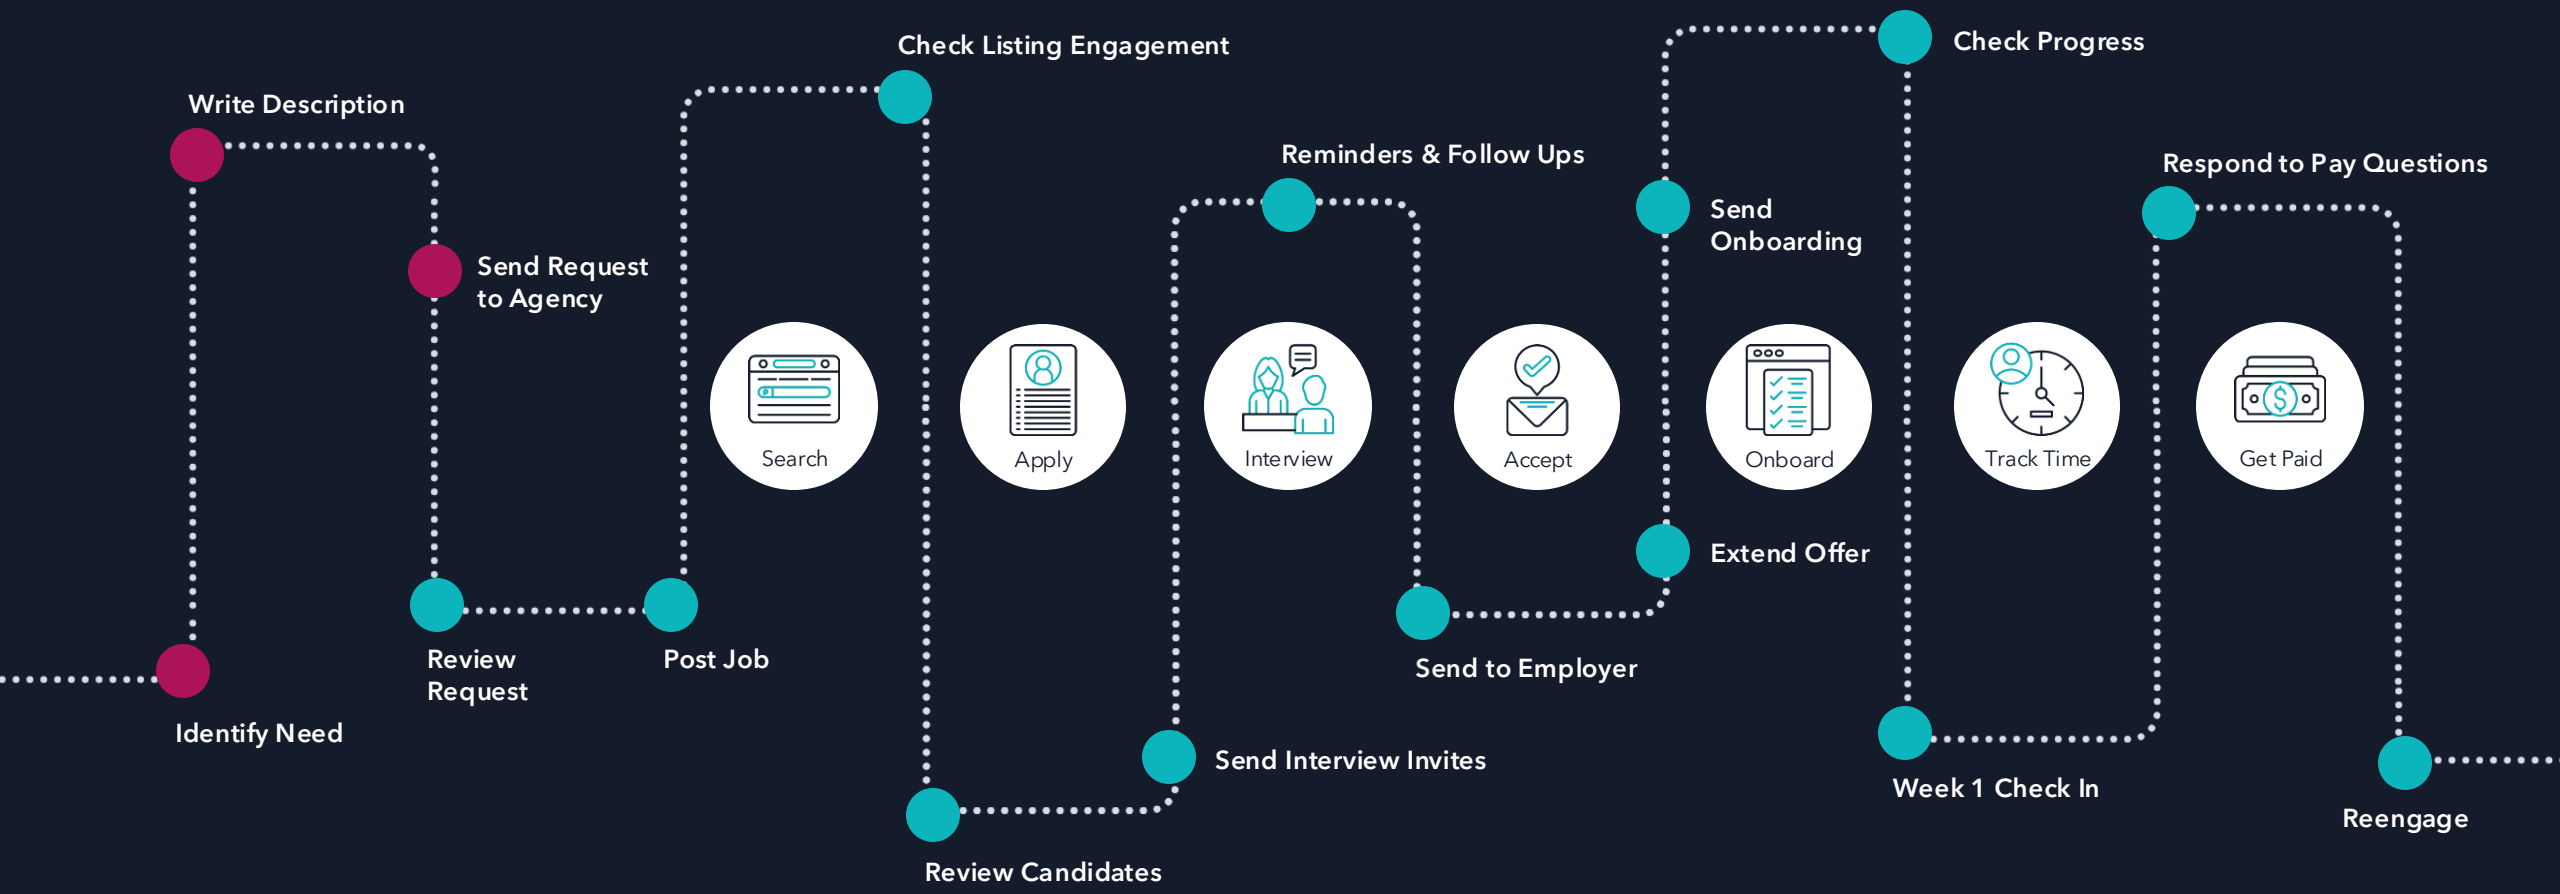 Check Listing Engagement
Check Progress
Write Description
Reminders & Follow Ups
Respond to Pay Questions
Send
Onboarding
Send Request
to Agency
Search
Apply
Interview
Accept
Onboard
Track Time
Get Paid
Extend Offer
Review
Request
Post Job
Send to Employer
Identify Need
Send Interview Invites
Week 1 Check In
Reengage
Review Candidates